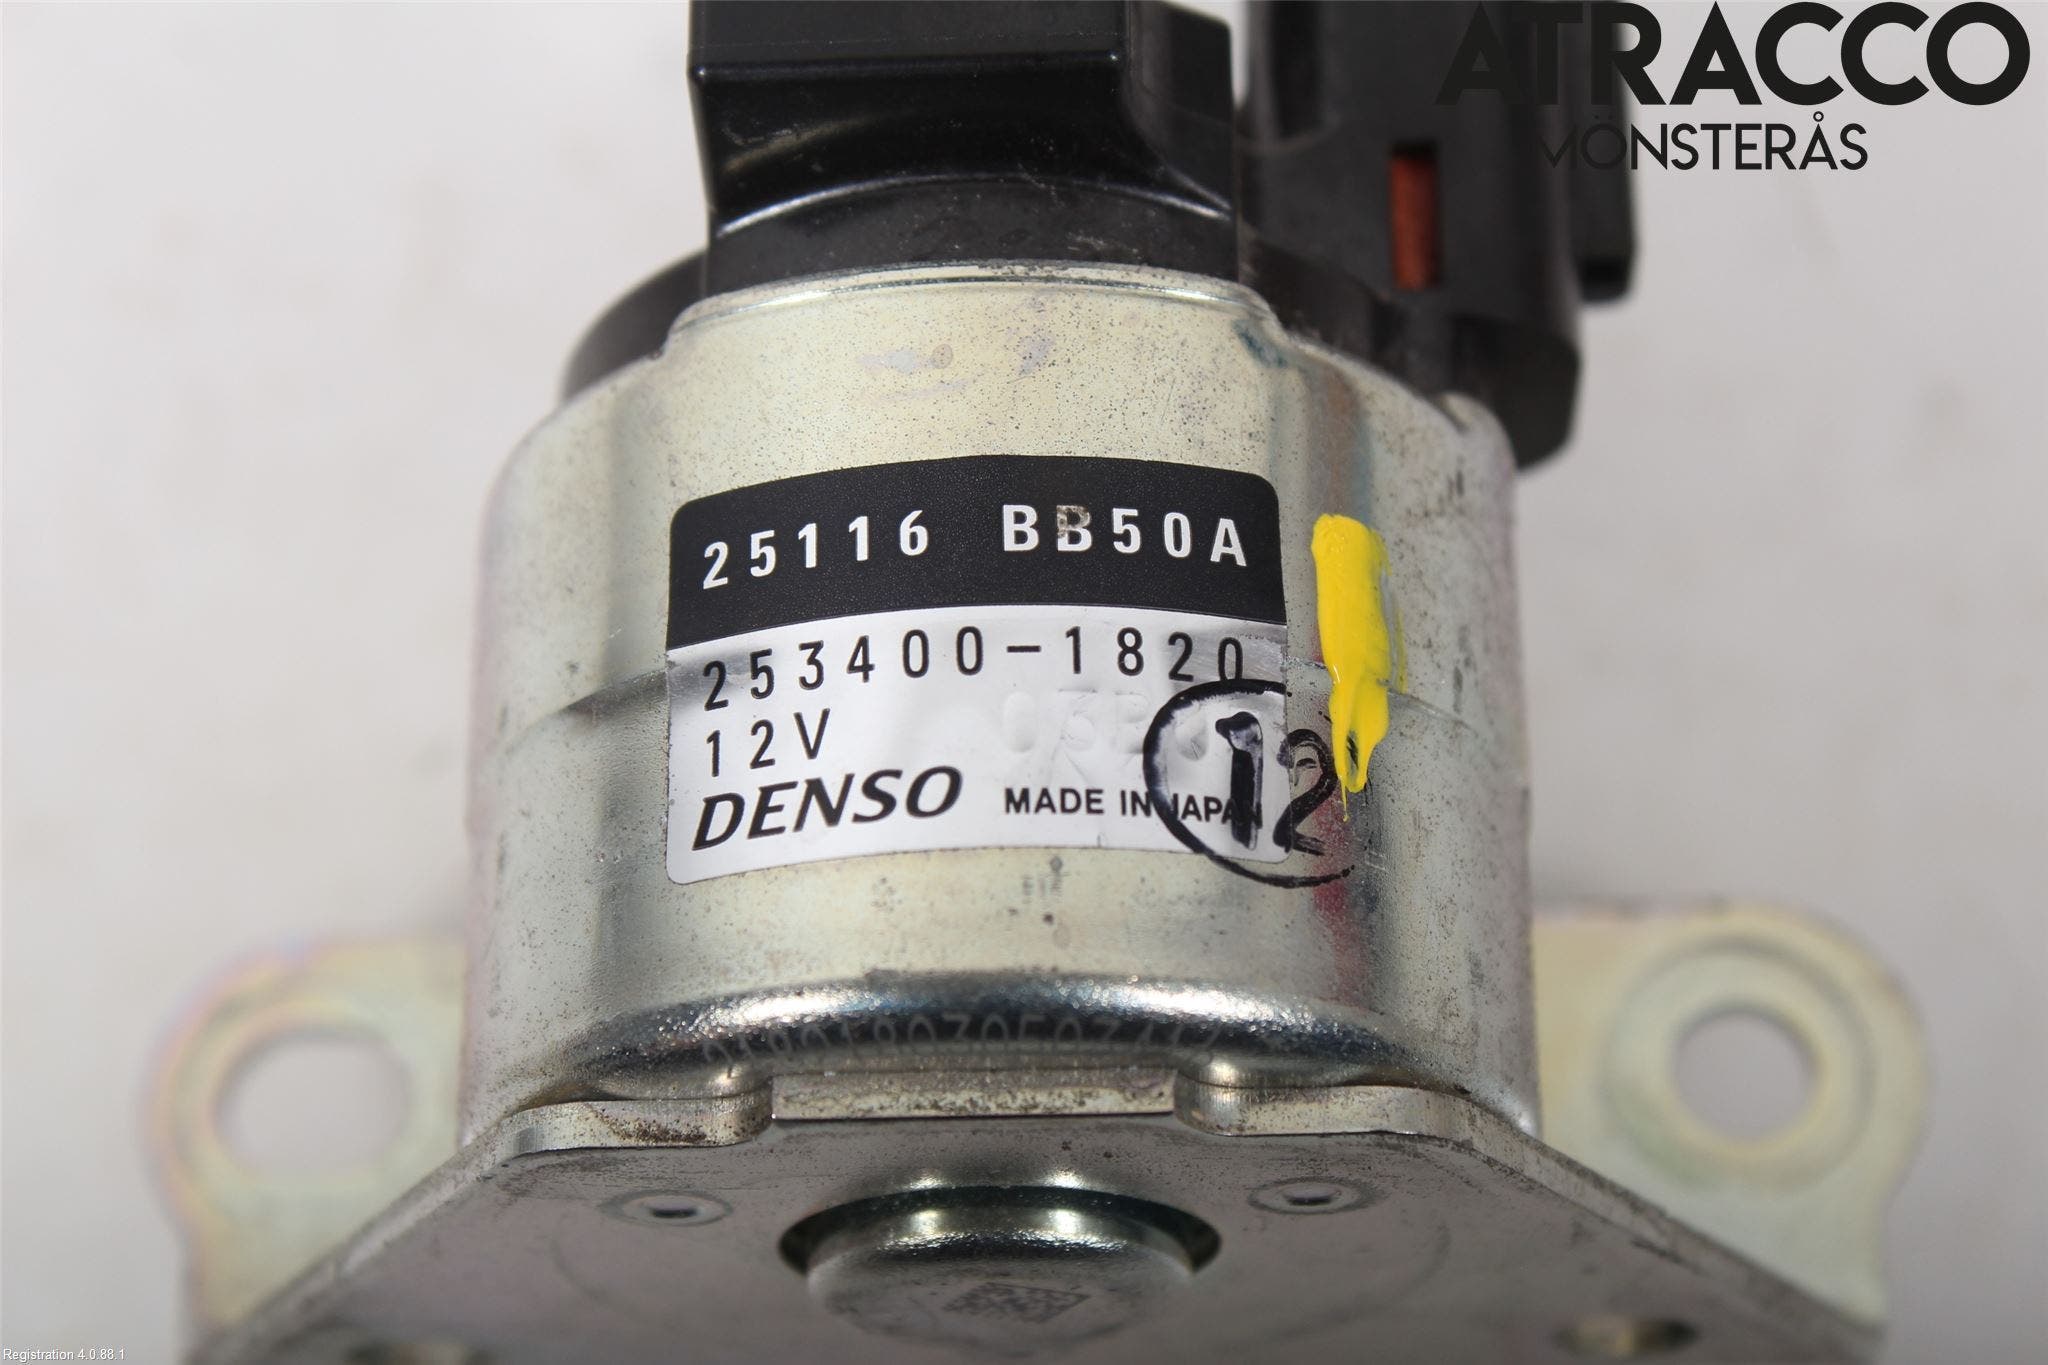 ATRACCO
MÖNSTERÅS
25116 BB50A
253400-1820
12V
DENSO MADE IN JAPAN
12
Registration 4.0.88.1